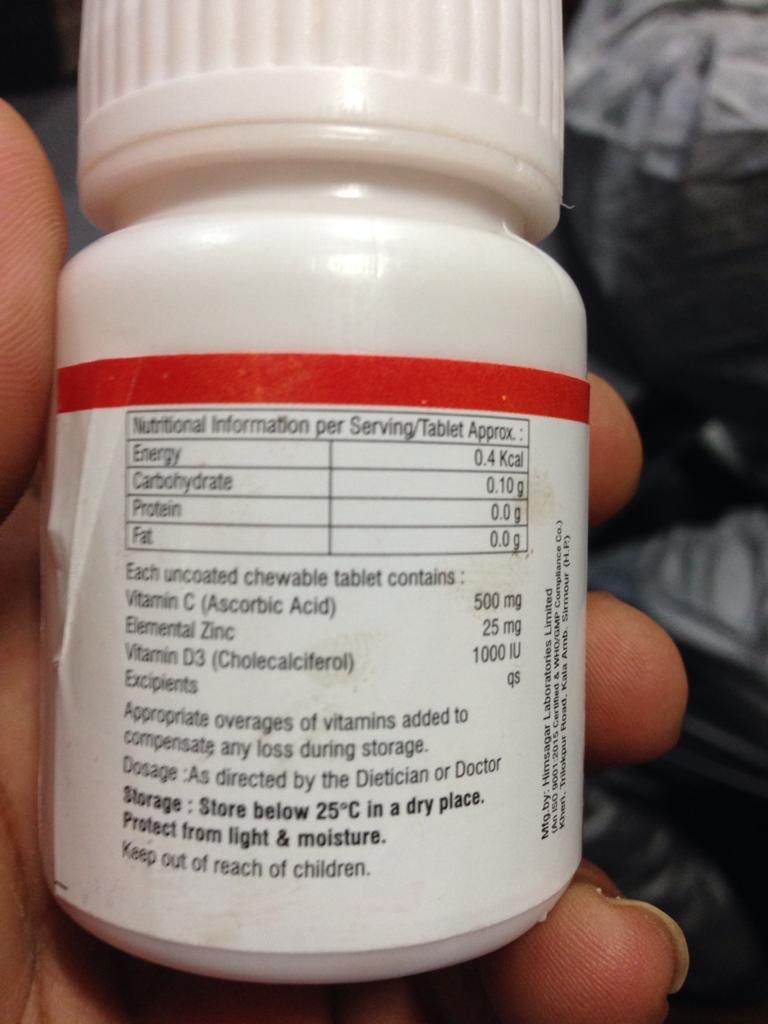 Nutritional Information per Serving/Tablet Approx. :
Energy 0.4 Kcal
Carbohydrate 0.10 g
Protein 0.0 g
Fat 0.0 g
Each uncoated chewable tablet contains :
Vitamin C (Ascorbic Acid) 500 mg
Elemental Zinc 25 mg
Vitamin D3 (Cholecalciferol) 1000 IU
Excipients qs
Appropriate overages of vitamins added to
compensate any loss during storage.
Dosage :As directed by the Dietician or Doctor
Storage : Store below 25°C in a dry place.
Protect from light & moisture.
Keep out of reach of children.
Mfg.by: Himsagar Laboratories Limited
(An ISO 9001:2015 Certified & WHO/GMP Compliance Co.)
Kheri, Trilokpur Road, Kala Amb. Sirmour (H.P.)